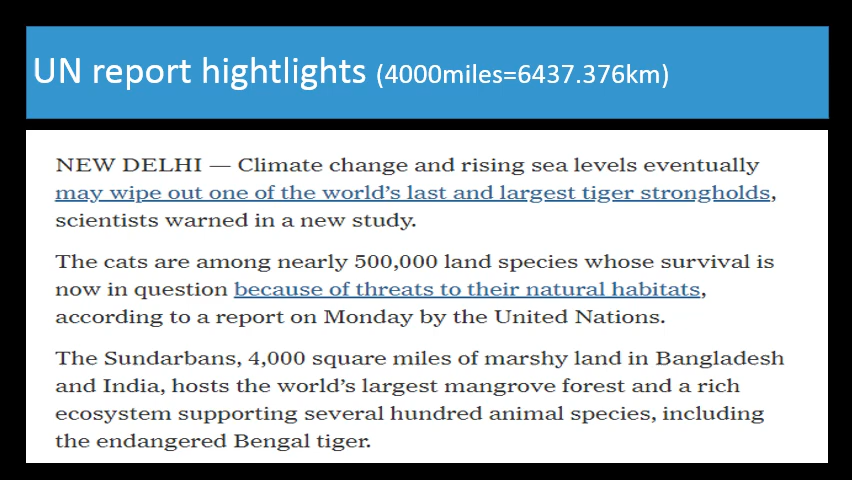 UN report hightlights (4000miles=6437.376km)
NEW DELHI — Climate change and rising sea levels eventually
may wipe out one of the world's last and largest tiger strongholds,
scientists warned in a new study.
The cats are among nearly 500,000 land species whose survival is
now in question because of threats to their natural habitats,
according to a report on Monday by the United Nations.
The Sundarbans, 4,000 square miles of marshy land in Bangladesh
and India, hosts the world's largest mangrove forest and a rich
ecosystem supporting several hundred animal species, including
the endangered Bengal tiger.